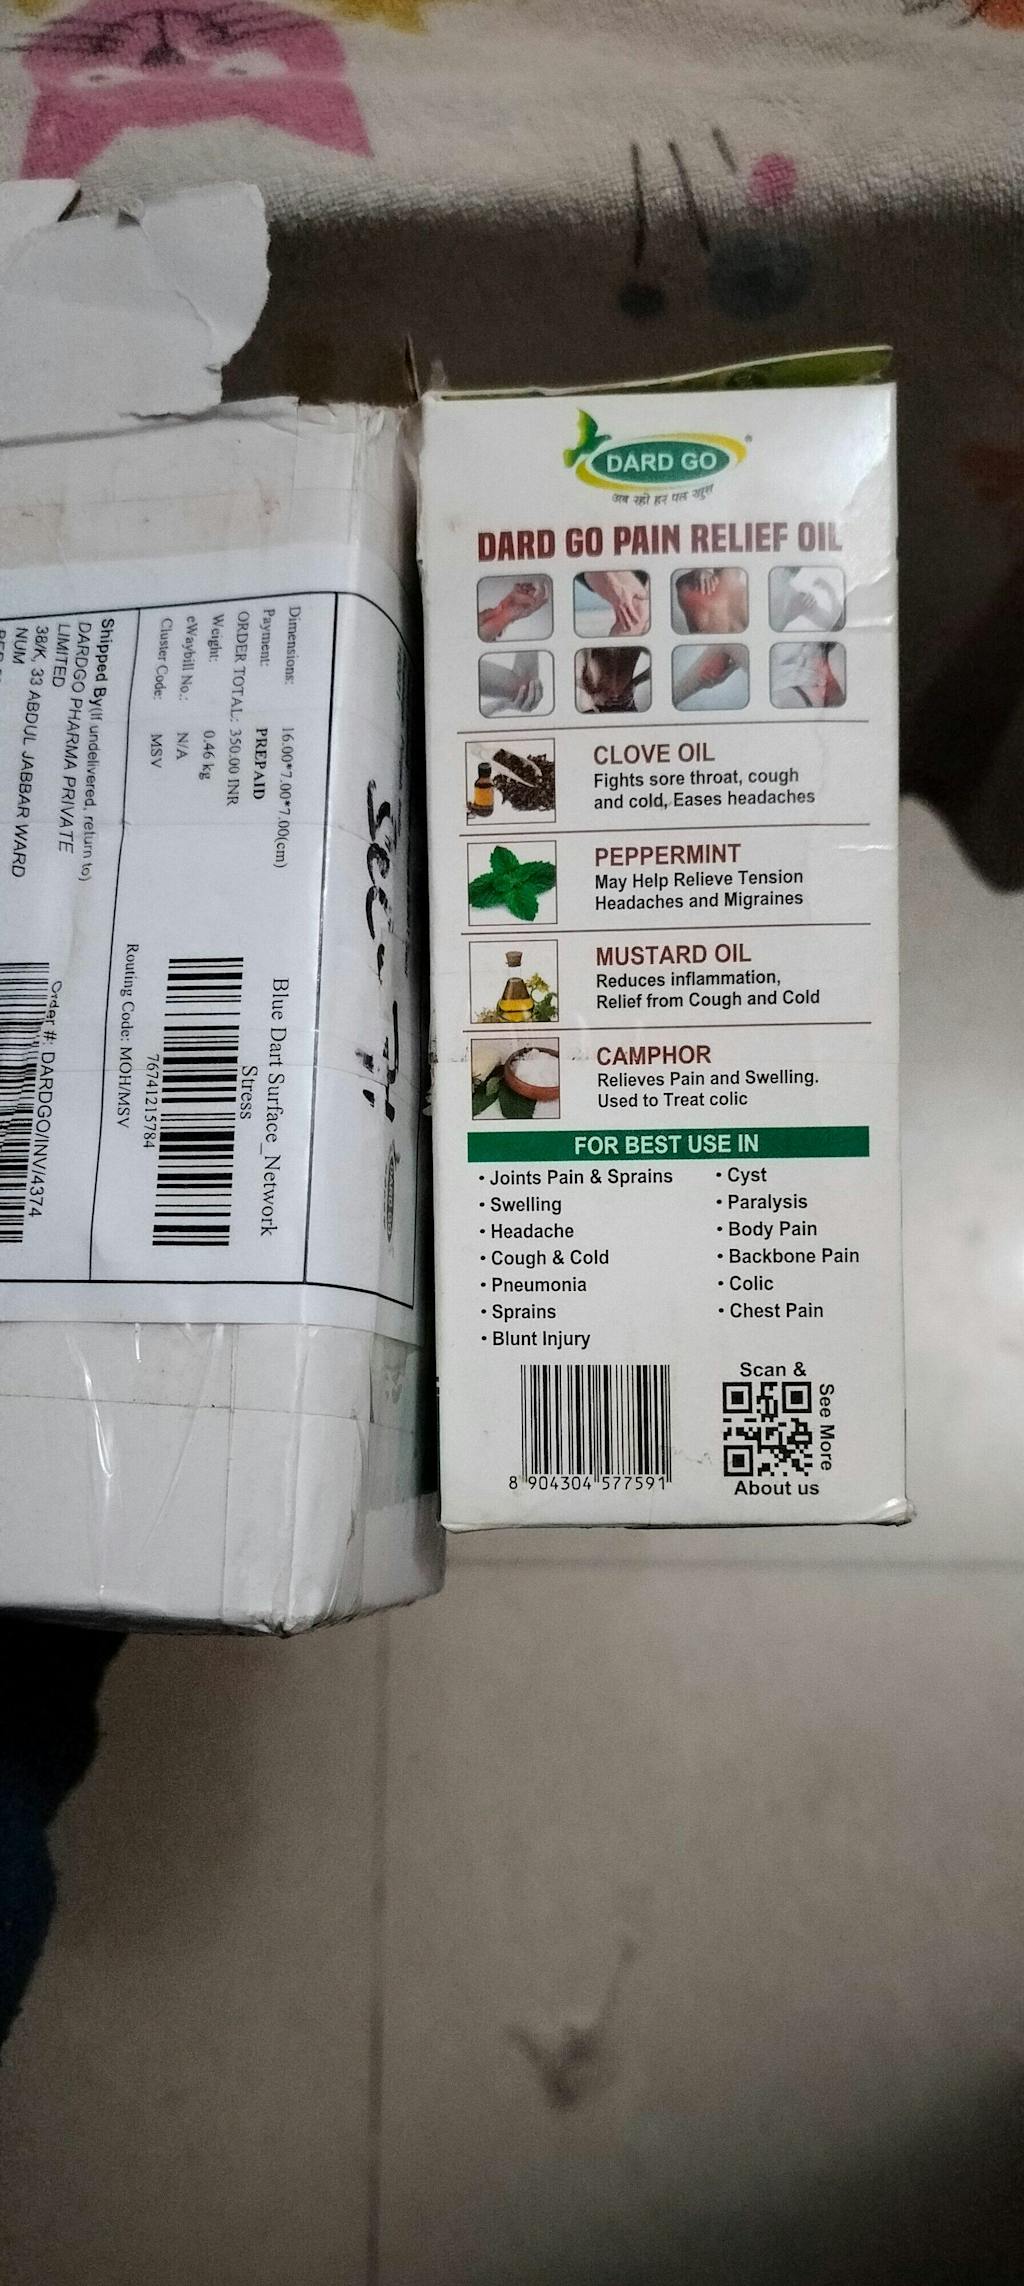 Dimensions: 16.00*7.00*7.00(cm)
Payment: PREPAID
ORDER TOTAL: 350.00 INR
Weight: 0.46 kg
eWaybill No.: N/A
Cluster Code: MSV
Blue Dart Surface_Network
Stress
76741215784
Routing Code: MOH/MSV
Shipped By(If undelivered, return to)
DARDGO PHARMA PRIVATE
LIMITED
38/K, 33 ABDUL JABBAR WARD
NUM
Order #: DARDGO/INV/4374
DARD GO
अब रहो हर पल खुश
DARD GO PAIN RELIEF OIL
CLOVE OIL
Fights sore throat, cough
and cold, Eases headaches
PEPPERMINT
May Help Relieve Tension
Headaches and Migraines
MUSTARD OIL
Reduces inflammation,
Relief from Cough and Cold
CAMPHOR
Relieves Pain and Swelling.
Used to Treat colic
FOR BEST USE IN
• Joints Pain & Sprains
• Swelling
• Headache
• Cough & Cold
• Pneumonia
• Sprains
• Blunt Injury
• Cyst
• Paralysis
• Body Pain
• Backbone Pain
• Colic
• Chest Pain
8 904304 577591
Scan &
See More
About us